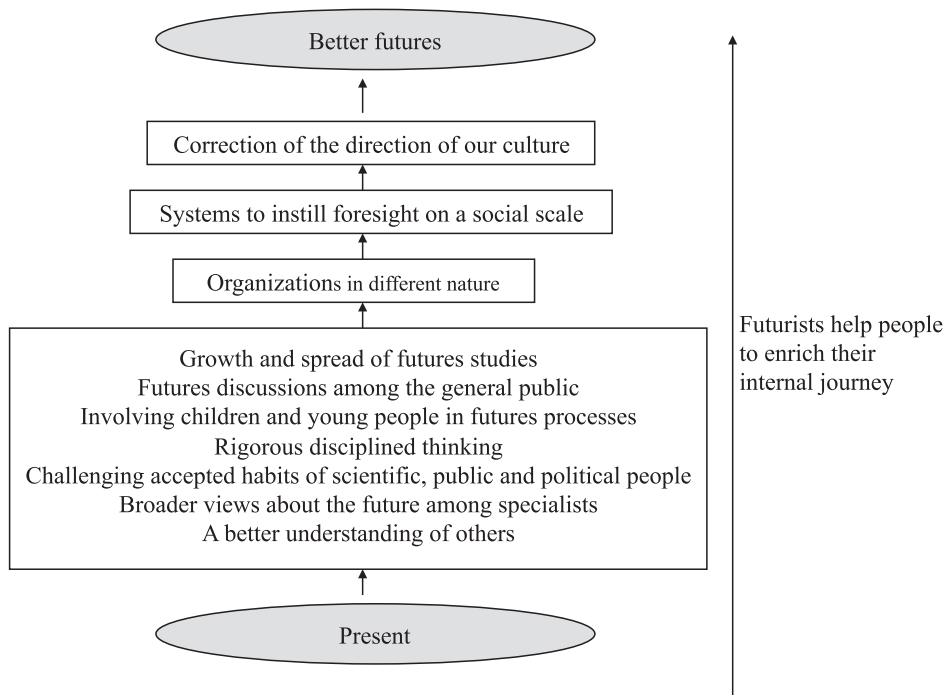 Better futures
Correction of the direction of our culture
Systems to instill foresight on a social scale
Organizations in different nature
Futurists help people
to enrich their
internal journey
Growth and spread of futures studies
Futures discussions among the general public
Involving children and young people in futures processes
Rigorous disciplined thinking
Challenging accepted habits of scientific, public and political people
Broader views about the future among specialists
A better understanding of others
Present